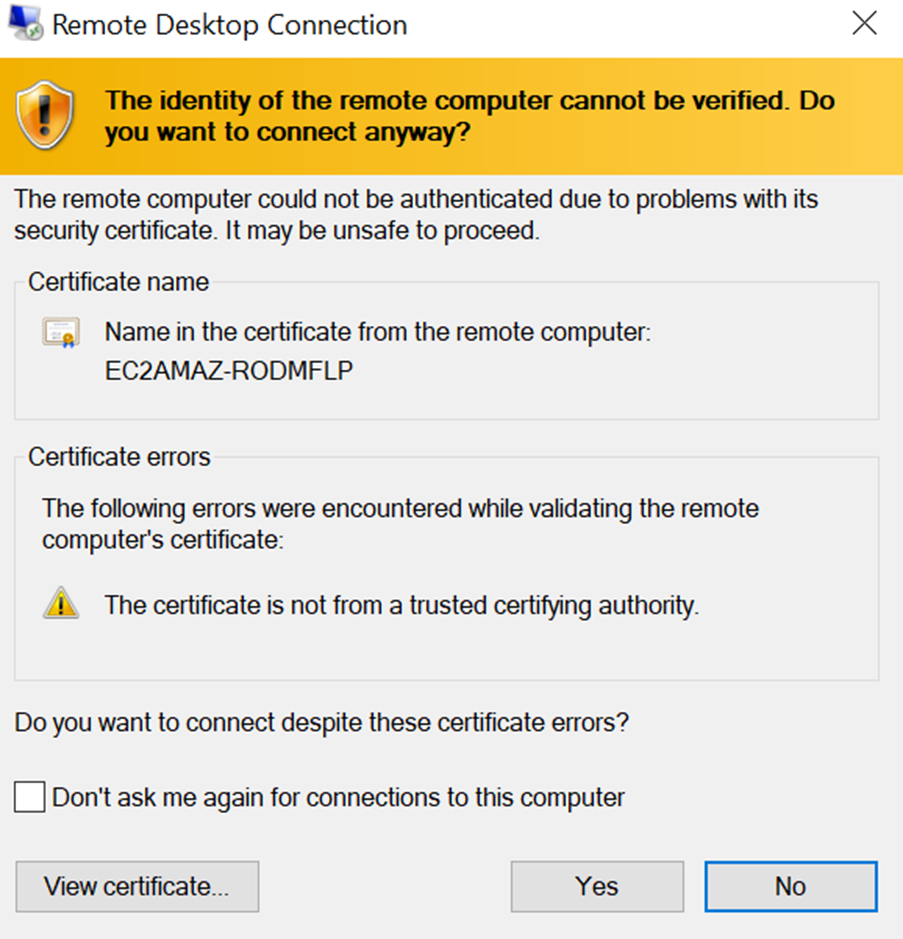 Remote Desktop Connection
The identity of the remote computer cannot be verified. Do
you want to connect anyway?
The remote computer could not be authenticated due to problems with its
security certificate. It may be unsafe to proceed.
Certificate name
Name in the certificate from the remote computer:
EC2AMAZ-RODMFLP
Certificate errors
The following errors were encountered while validating the remote
computer's certificate:
The certificate is not from a trusted certifying authority.
Do you want to connect despite these certificate errors?
Don't ask me again for connections to this computer
View certificate...
Yes
No